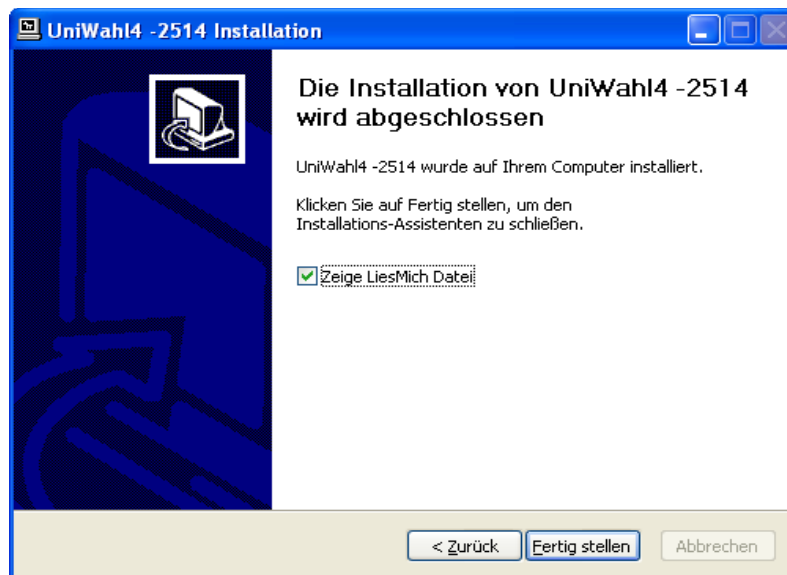 UniWahl4 -2514 Installation
Die Installation von UniWahl4 -2514
wird abgeschlossen
UniWahl4 -2514 wurde auf Ihrem Computer installiert.
Klicken Sie auf Fertig stellen, um den
Installations-Assistenten zu schließen.
Zeige LiesMich Datei
< Zurück Fertig stellen Abbrechen